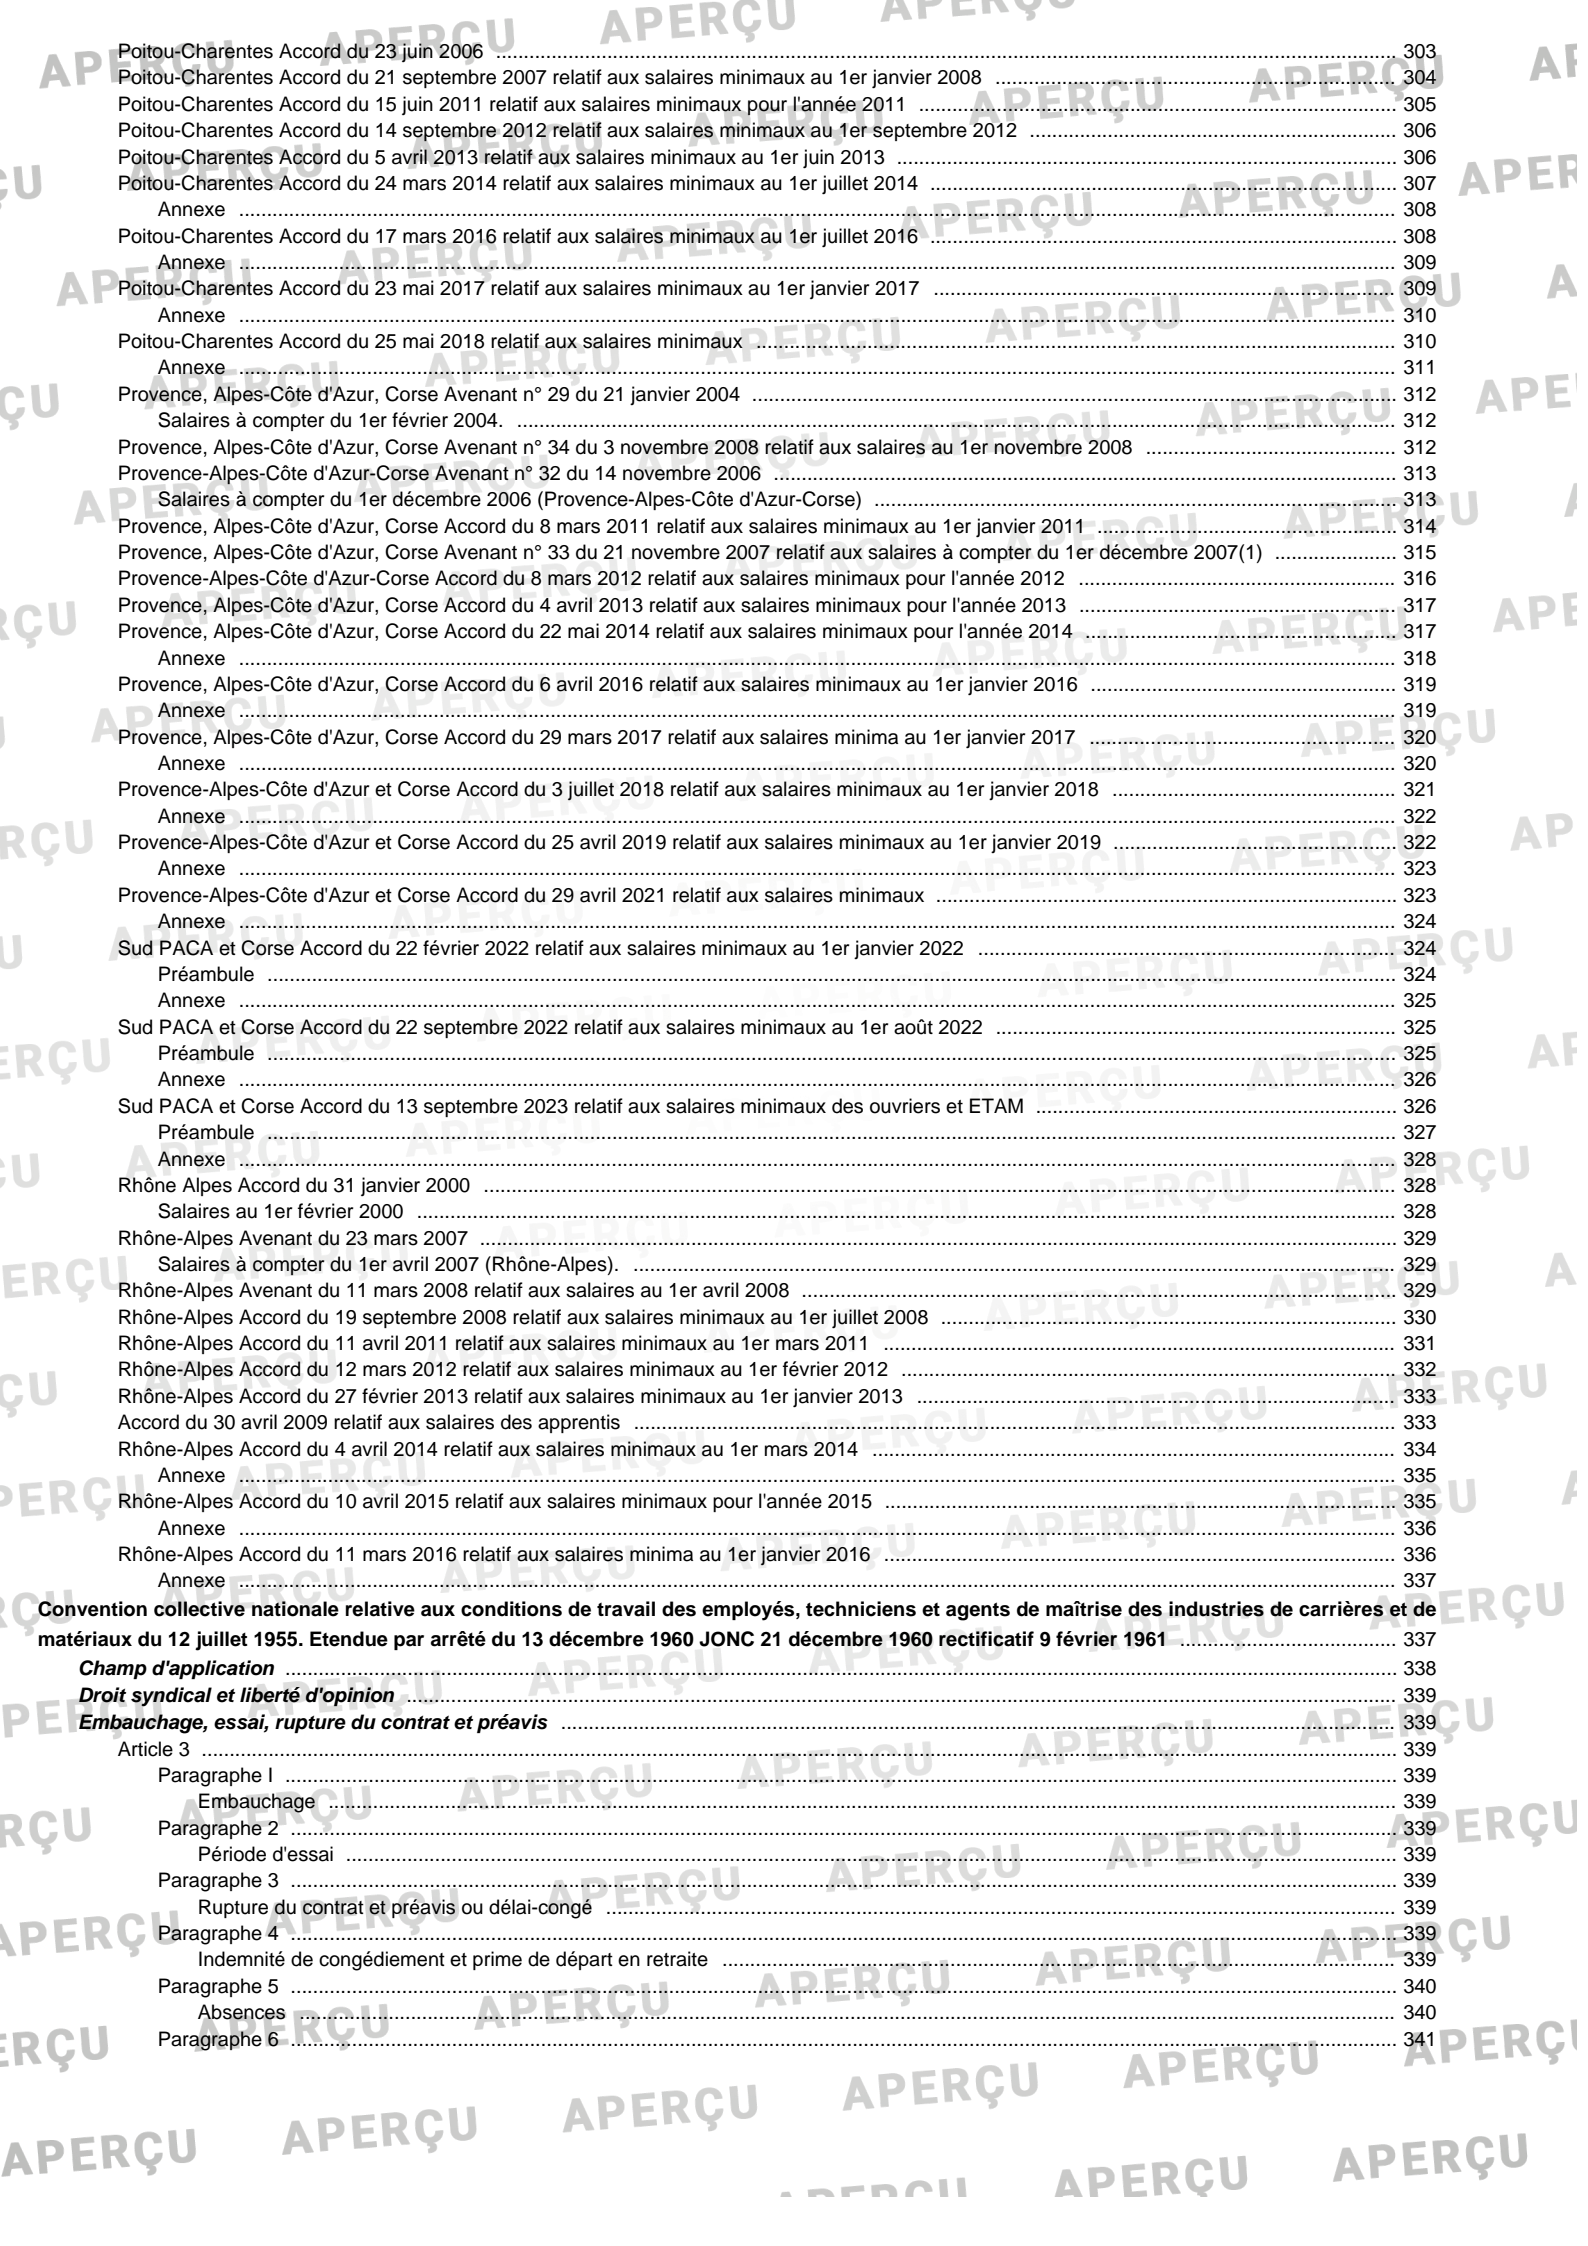 Poitou-Charentes Accord du 23 juin 2006 ... 303
Poitou-Charentes Accord du 21 septembre 2007 relatif aux salaires minimaux au 1er janvier 2008 ... 304
Poitou-Charentes Accord du 15 juin 2011 relatif aux salaires minimaux pour l'année 2011 ... 305
Poitou-Charentes Accord du 14 septembre 2012 relatif aux salaires minimaux au 1er septembre 2012 ... 306
Poitou-Charentes Accord du 5 avril 2013 relatif aux salaires minimaux au 1er juin 2013 ... 306
Poitou-Charentes Accord du 24 mars 2014 relatif aux salaires minimaux au 1er juillet 2014 ... 307
Annexe ... 308
Poitou-Charentes Accord du 17 mars 2016 relatif aux salaires minimaux au 1er juillet 2016 ... 308
Annexe ... 309
Poitou-Charentes Accord du 23 mai 2017 relatif aux salaires minimaux au 1er janvier 2017 ... 309
Annexe ... 310
Poitou-Charentes Accord du 25 mai 2018 relatif aux salaires minimaux ... 310
Annexe ... 311
Provence, Alpes-Côte d'Azur, Corse Avenant n° 29 du 21 janvier 2004 ... 312
Salaires à compter du 1er février 2004. ... 312
Provence, Alpes-Côte d'Azur, Corse Avenant n° 34 du 3 novembre 2008 relatif aux salaires au 1er novembre 2008 ... 312
Provence-Alpes-Côte d'Azur-Corse Avenant n° 32 du 14 novembre 2006 ... 313
Salaires à compter du 1er décembre 2006 (Provence-Alpes-Côte d'Azur-Corse) ... 313
Provence, Alpes-Côte d'Azur, Corse Accord du 8 mars 2011 relatif aux salaires minimaux au 1er janvier 2011 ... 314
Provence, Alpes-Côte d'Azur, Corse Avenant n° 33 du 21 novembre 2007 relatif aux salaires à compter du 1er décembre 2007(1) ... 315
Provence-Alpes-Côte d'Azur-Corse Accord du 8 mars 2012 relatif aux salaires minimaux pour l'année 2012 ... 316
Provence, Alpes-Côte d'Azur, Corse Accord du 4 avril 2013 relatif aux salaires minimaux pour l'année 2013 ... 317
Provence, Alpes-Côte d'Azur, Corse Accord du 22 mai 2014 relatif aux salaires minimaux pour l'année 2014 ... 317
Annexe ... 318
Provence, Alpes-Côte d'Azur, Corse Accord du 6 avril 2016 relatif aux salaires minimaux au 1er janvier 2016 ... 319
Annexe ... 319
Provence, Alpes-Côte d'Azur, Corse Accord du 29 mars 2017 relatif aux salaires minima au 1er janvier 2017 ... 320
Annexe ... 320
Provence-Alpes-Côte d'Azur et Corse Accord du 3 juillet 2018 relatif aux salaires minimaux au 1er janvier 2018 ... 321
Annexe ... 322
Provence-Alpes-Côte d'Azur et Corse Accord du 25 avril 2019 relatif aux salaires minimaux au 1er janvier 2019 ... 322
Annexe ... 323
Provence-Alpes-Côte d'Azur et Corse Accord du 29 avril 2021 relatif aux salaires minimaux ... 323
Annexe ... 324
Sud PACA et Corse Accord du 22 février 2022 relatif aux salaires minimaux au 1er janvier 2022 ... 324
Préambule ... 324
Annexe ... 325
Sud PACA et Corse Accord du 22 septembre 2022 relatif aux salaires minimaux au 1er août 2022 ... 325
Préambule ... 325
Annexe ... 326
Sud PACA et Corse Accord du 13 septembre 2023 relatif aux salaires minimaux des ouvriers et ETAM ... 326
Préambule ... 327
Annexe ... 328
Rhône Alpes Accord du 31 janvier 2000 ... 328
Salaires au 1er février 2000 ... 328
Rhône-Alpes Avenant du 23 mars 2007 ... 329
Salaires à compter du 1er avril 2007 (Rhône-Alpes). ... 329
Rhône-Alpes Avenant du 11 mars 2008 relatif aux salaires au 1er avril 2008 ... 329
Rhône-Alpes Accord du 19 septembre 2008 relatif aux salaires minimaux au 1er juillet 2008 ... 330
Rhône-Alpes Accord du 11 avril 2011 relatif aux salaires minimaux au 1er mars 2011 ... 331
Rhône-Alpes Accord du 12 mars 2012 relatif aux salaires minimaux au 1er février 2012 ... 332
Rhône-Alpes Accord du 27 février 2013 relatif aux salaires minimaux au 1er janvier 2013 ... 333
Accord du 30 avril 2009 relatif aux salaires des apprentis ... 333
Rhône-Alpes Accord du 4 avril 2014 relatif aux salaires minimaux au 1er mars 2014 ... 334
Annexe ... 335
Rhône-Alpes Accord du 10 avril 2015 relatif aux salaires minimaux pour l'année 2015 ... 335
Annexe ... 336
Rhône-Alpes Accord du 11 mars 2016 relatif aux salaires minima au 1er janvier 2016 ... 336
Annexe ... 337
Convention collective nationale relative aux conditions de travail des employés, techniciens et agents de maîtrise des industries de carrières et de
matériaux du 12 juillet 1955. Etendue par arrêté du 13 décembre 1960 JONC 21 décembre 1960 rectificatif 9 février 1961 ... 337
Champ d'application ... 338
Droit syndical et liberté d'opinion ... 339
Embauchage, essai, rupture du contrat et préavis ... 339
Article 3 ... 339
Paragraphe I ... 339
Embauchage ... 339
Paragraphe 2 ... 339
Période d'essai ... 339
Paragraphe 3 ... 339
Rupture du contrat et préavis ou délai-congé ... 339
Paragraphe 4 ... 339
Indemnité de congédiement et prime de départ en retraite ... 339
Paragraphe 5 ... 340
Absences ... 340
Paragraphe 6 ... 341
APERÇU